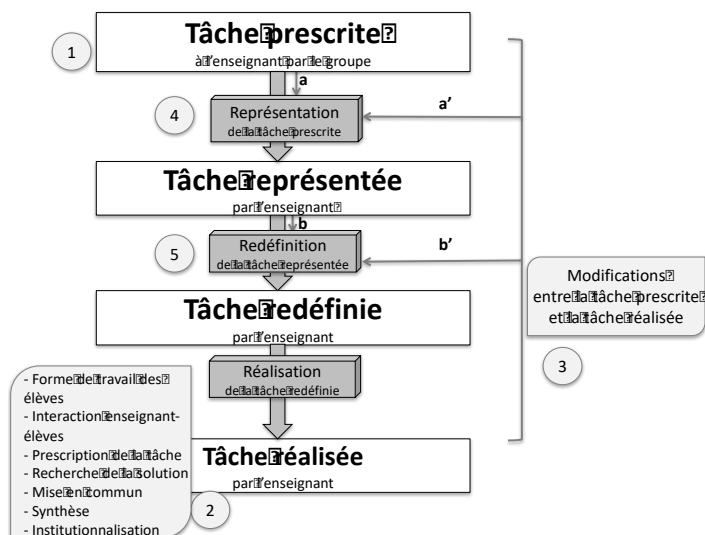 1
Tâche prescrite
à l'enseignant par le groupe
a
a'
4
Représentation
de la tâche prescrite
Tâche représentée
par l'enseignant
b
b'
5
Redéfinition
de la tâche représentée
Modifications
entre la tâche prescrite
et la tâche réalisée
3
Tâche redéfinie
par l'enseignant
Réalisation
de la tâche redéfinie
- Forme de travail des
élèves
- Interaction enseignant-
élèves
- Prescription de la tâche
- Recherche de la solution
- Mise en commun
- Synthèse
- Institutionnalisation
2
Tâche réalisée
par l'enseignant